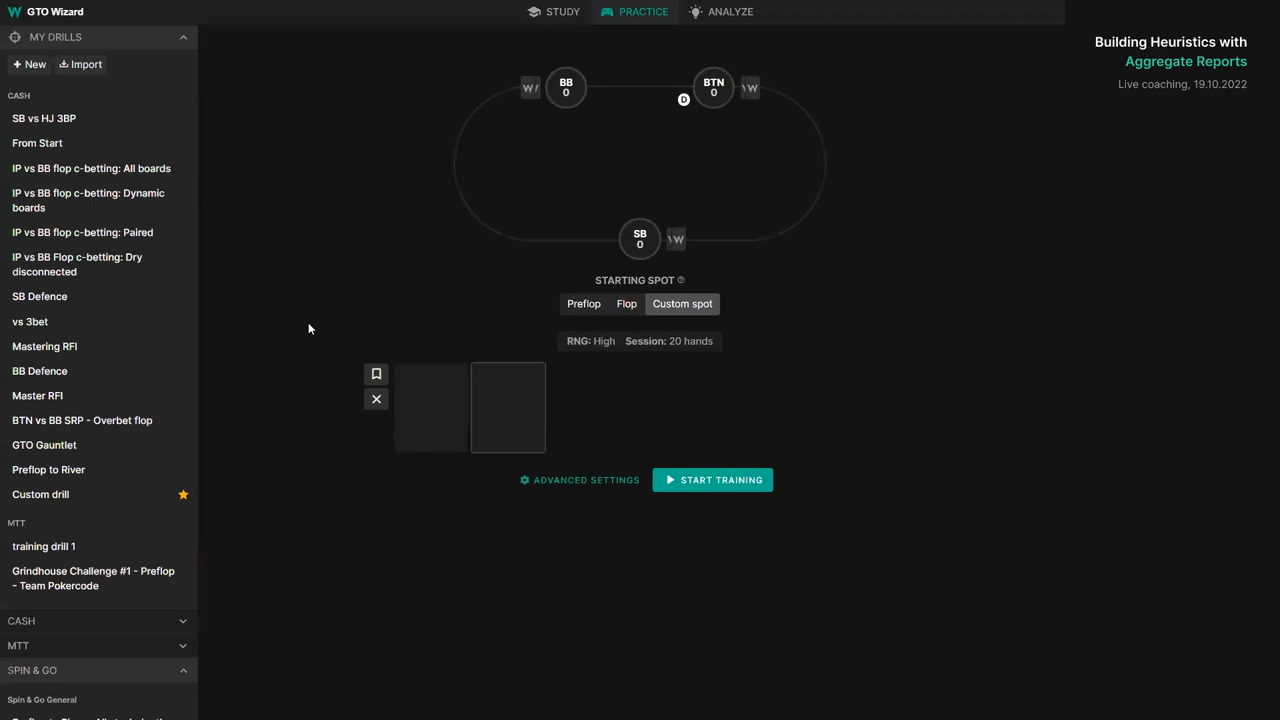 GTO Wizard
STUDY
PRACTICE
ANALYZE
MY DRILLS
New
Import
CASH
SB vs HJ 3BP
From Start
IP vs BB flop c-betting: All boards
IP vs BB flop c-betting: Dynamic
boards
IP vs BB flop c-betting: Paired
IP vs BB Flop c-betting: Dry
disconnected
SB Defence
vs 3bet
Mastering RFI
BB Defence
Master RFI
BTN vs BB SRP - Overbet flop
GTO Gauntlet
Preflop to River
Custom drill
MTT
training drill 1
Grindhouse Challenge #1 - Preflop
- Team Pokercode
CASH
MTT
SPIN & GO
Spin & Go General
BB
0
BTN
0
D
SB
0
STARTING SPOT
Preflop Flop Custom spot
RNG: High Session: 20 hands
ADVANCED SETTINGS
START TRAINING
Building Heuristics with
Aggregate Reports
Live coaching, 19.10.2022